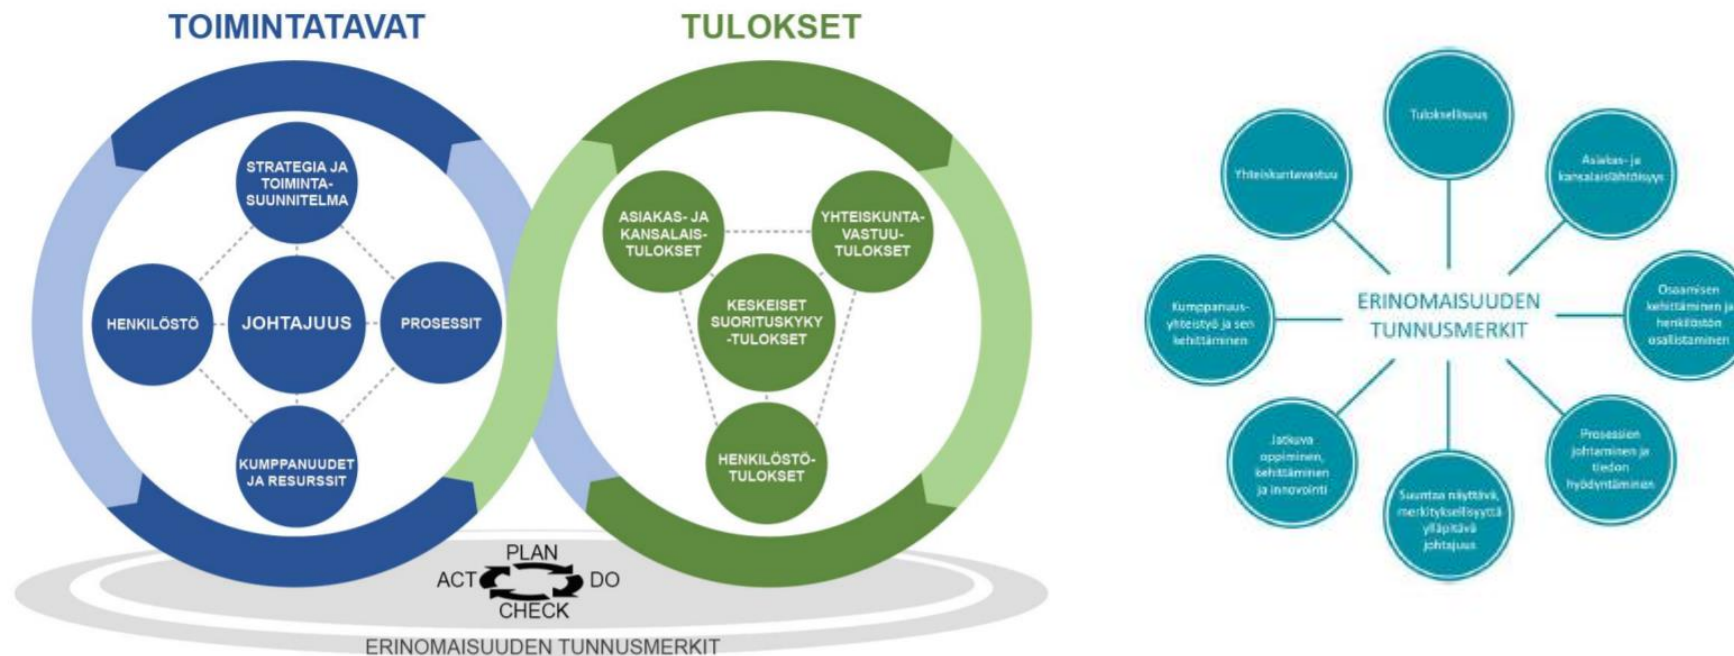 TOIMINTATAVAT
STRATEGIA JA
TOIMINTA-
SUUNNITELMA
HENKILÖSTÖ
JOHTAJUUS
PROSESSIT
KUMPPANUUDET
JA RESURSSIT
TULOKSET
ASIAKAS- JA
KANSALAIS-
TULOKSET
YHTEISKUNTA-
VASTUU-
TULOKSET
KESKEISET
SUORITUSKYKY
-TULOKSET
HENKILÖSTÖ-
TULOKSET
PLAN
ACT
DO
CHECK
ERINOMAISUUDEN TUNNUSMERKIT
Tuloksellisuus
Yhteiskuntavastuu
Asiakas- ja
kansalaislähtöisyys
Kumppanuus-
yhteistyö ja sen
kehittäminen
ERINOMAISUUDEN
TUNNUSMERKIT
Osaamisen
kehittäminen ja
henkilöstön
osallistaminen
Jatkuva
oppiminen,
kehittäminen
ja innovointi
Suuntaa näyttävä,
merkityksellisyyttä
ylläpitävä
johtajuus
Prosessien
johtaminen ja
tiedon
hyödyntäminen